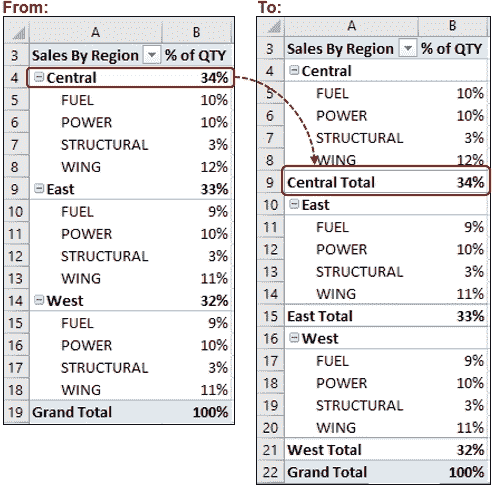 From:
A B
3 Sales By Region % of QTY
4 Central 34%
5 FUEL 10%
6 POWER 10%
7 STRUCTURAL 3%
8 WING 12%
9 East 33%
10 FUEL 9%
11 POWER 10%
12 STRUCTURAL 3%
13 WING 11%
14 West 32%
15 FUEL 9%
16 POWER 10%
17 STRUCTURAL 3%
18 WING 11%
19 Grand Total 100%
To:
A B
3 Sales By Region % of QTY
4 Central
5 FUEL 10%
6 POWER 10%
7 STRUCTURAL 3%
8 WING 12%
9 Central Total 34%
10 East
11 FUEL 9%
12 POWER 10%
13 STRUCTURAL 3%
14 WING 11%
15 East Total 33%
16 West
17 FUEL 9%
18 POWER 10%
19 STRUCTURAL 3%
20 WING 11%
21 West Total 32%
22 Grand Total 100%